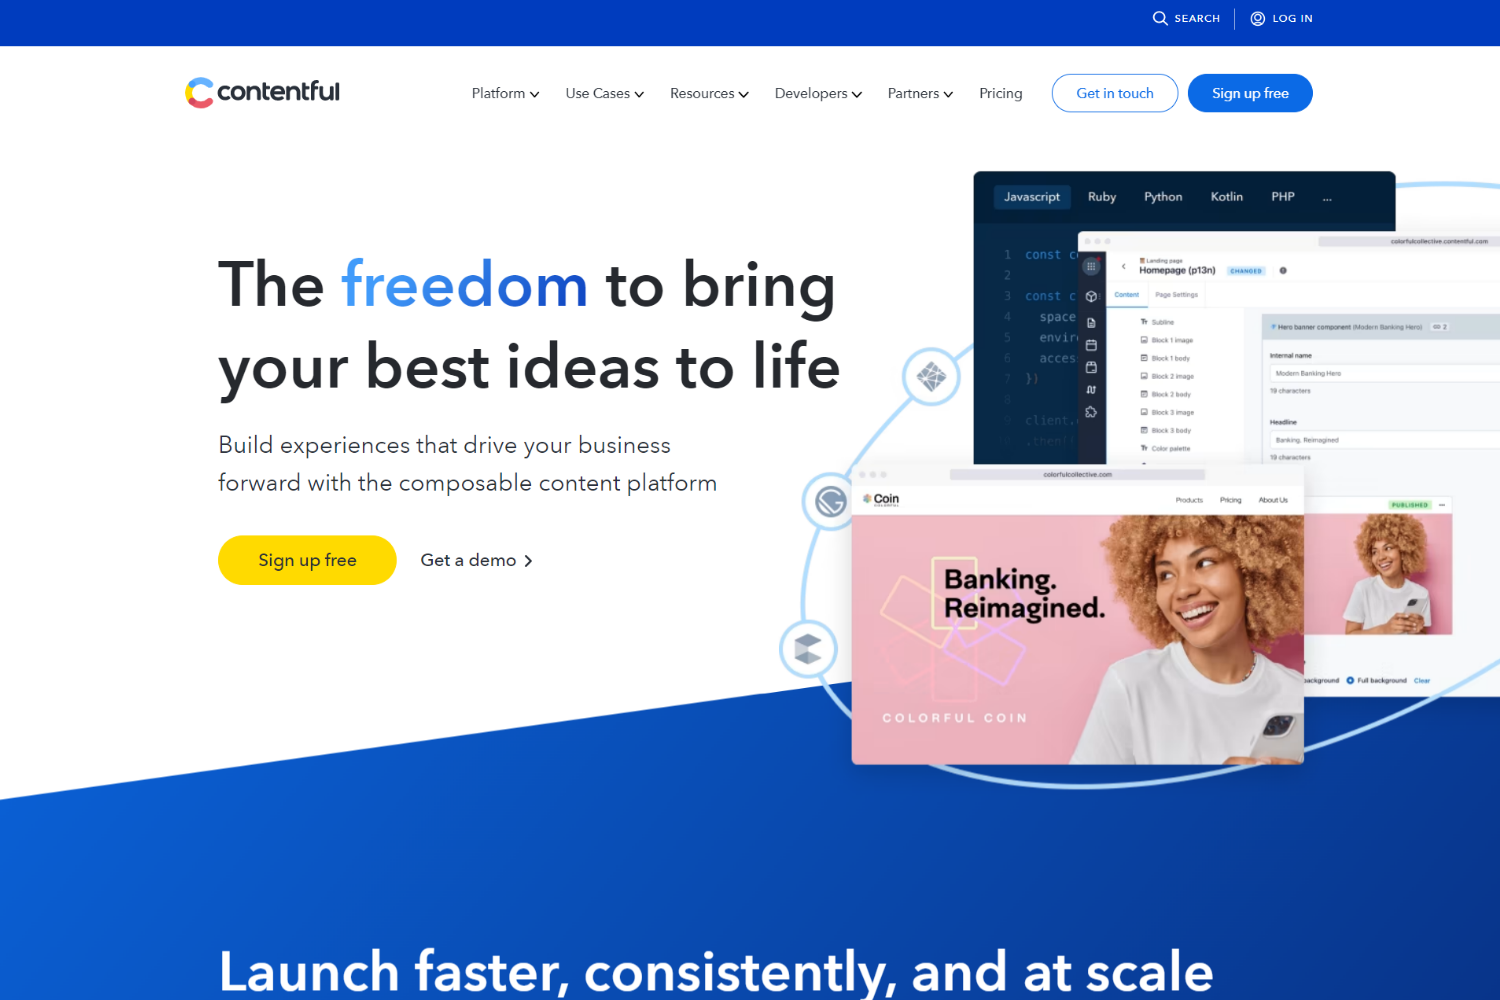 SEARCH
LOG IN
contentful
Platform
Use Cases
Resources
Developers
Partners
Pricing
Get in touch
Sign up free
The freedom to bring
your best ideas to life
Build experiences that drive your business
forward with the composable content platform
Sign up free
Get a demo
Javascript Ruby Python Kotlin PHP ...
1 const c
2
3 const c
4 space
5 envir
6 acces
7 })
8
9 client.
10 .then((
colorfulcollective.contentful.com
Landing page
Homepage (p13n) CHANGED
Content Page Settings
Subline
Block 1 image
Block 1 body
Block 2 image
Block 2 body
Block 3 image
Block 3 body
Color palette
Hero banner component (Modern Banking Hero) 2
Internal name
Modern Banking Hero
19 characters
Headline
Banking. Reimagined
19 characters
PUBLISHED ...
background Full background Clear
colorfulcollective.com
Coin
COLORFUL
Products Pricing About Us
Banking.
Reimagined.
COLORFUL COIN
Launch faster, consistently, and at scale